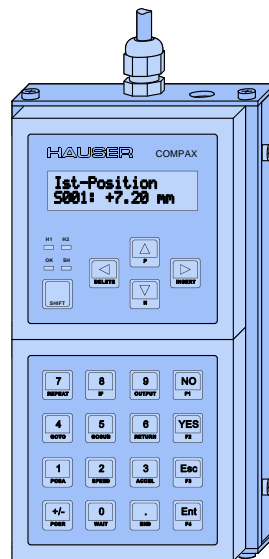 HAUSER COMPAX
Ist-Position
S001: +7.20 mm
H1 H2
P
OK SH
DELETE INSERT
SHIFT
N
7 8 9 NO
REPEAT IF OUTPUT F1
4 5 6 YES
GOTO GOSUB RETURN F2
1 2 3 Esc
POSA SPEED ACCEL F3
+/- 0 . Ent
POSR WAIT END F4